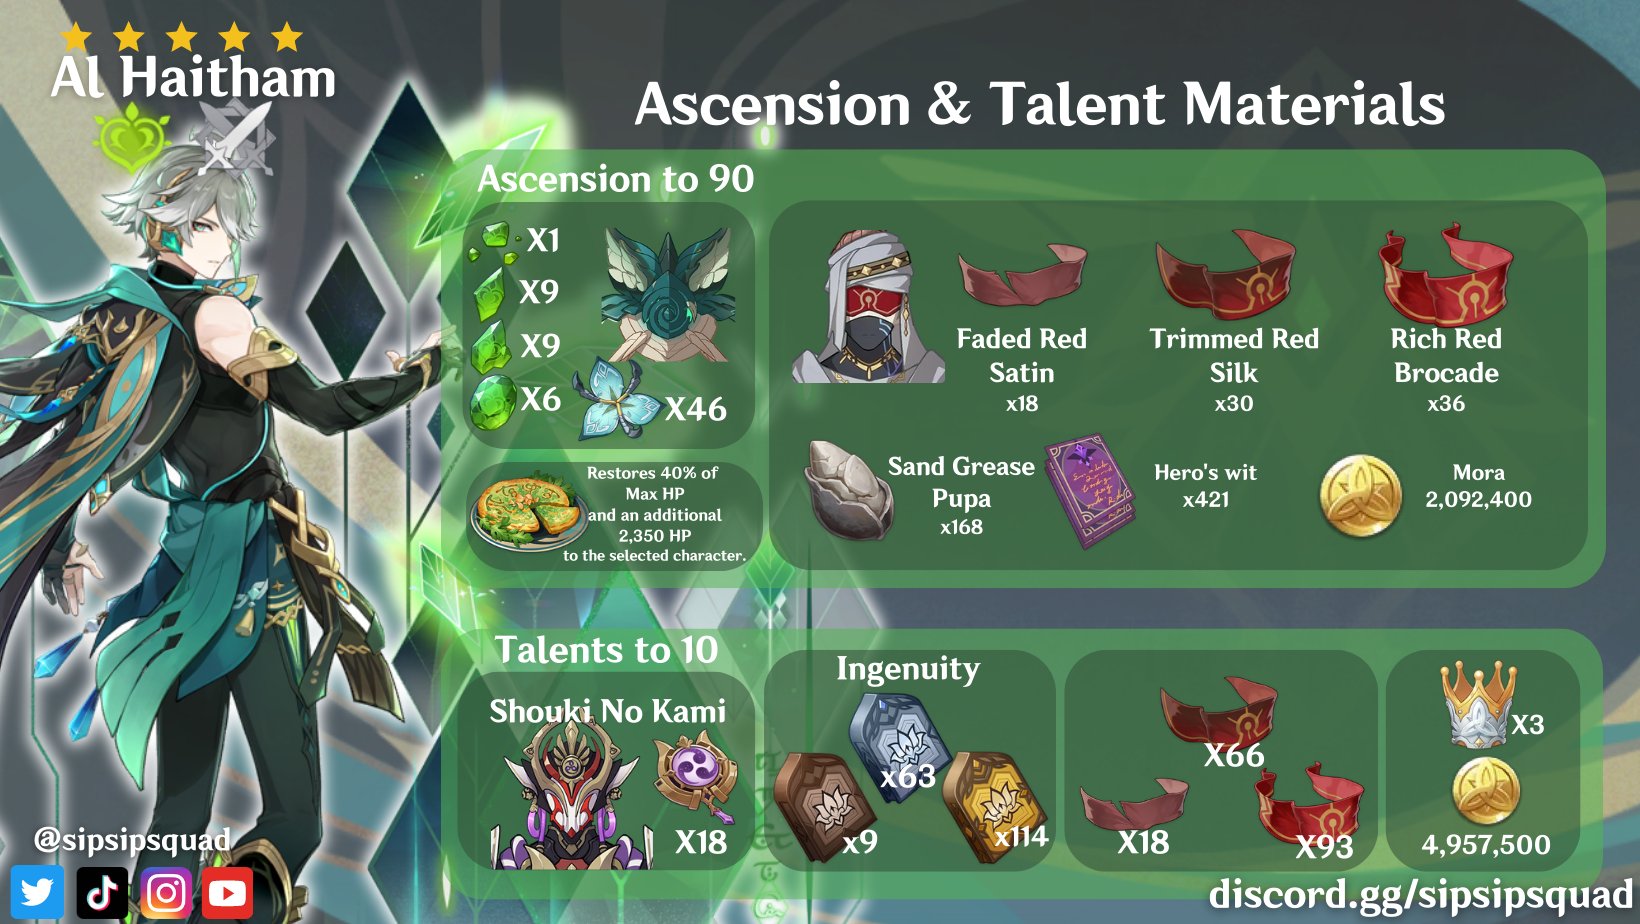 Al Haitham
Ascension & Talent Materials
Ascension to 90
X1
X9
X9
X6
X46
Restores 40% of
Max HP
and an additional
2,350 HP
to the selected character.
Faded Red
Satin
x18
Trimmed Red
Silk
x30
Rich Red
Brocade
x36
Sand Grease
Pupa
x168
Hero's wit
x421
Mora
2,092,400
Talents to 10
Shouki No Kami
X18
Ingenuity
x9
x63
x114
X66
X18
X93
X3
4,957,500
@sipsipsquad
discord.gg/sipsipsquad